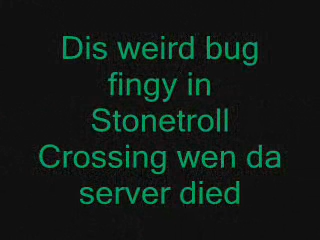 Dis weird bug
fingy in
Stonetroll
Crossing wen da
server died